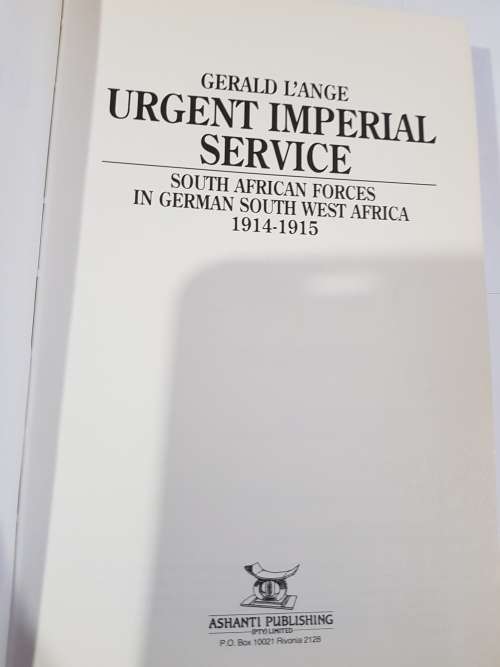 GERALD L'ANGE
URGENT IMPERIAL
SERVICE
SOUTH AFRICAN FORCES
IN GERMAN SOUTH WEST AFRICA
1914-1915
ASHANTI PUBLISHING
(PTY) LIMITED
P.O. Box 10021 Rivonia 2128